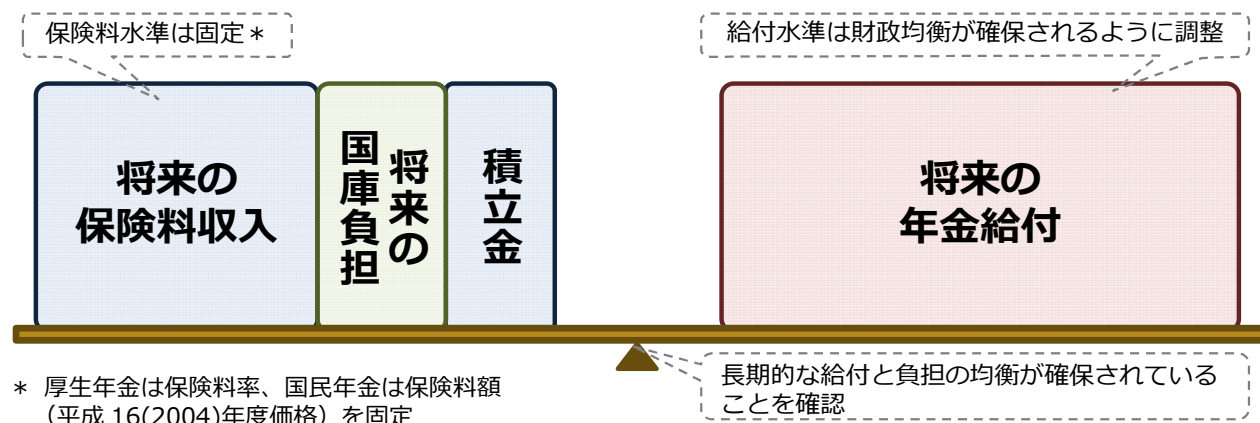 保険料水準は固定＊
給付水準は財政均衡が確保されるように調整
将来の
保険料収入
将来の
国庫負担
積立金
将来の
年金給付
長期的な給付と負担の均衡が確保されている
ことを確認
＊ 厚生年金は保険料率、国民年金は保険料額
（平成 16(2004)年度価格）を固定